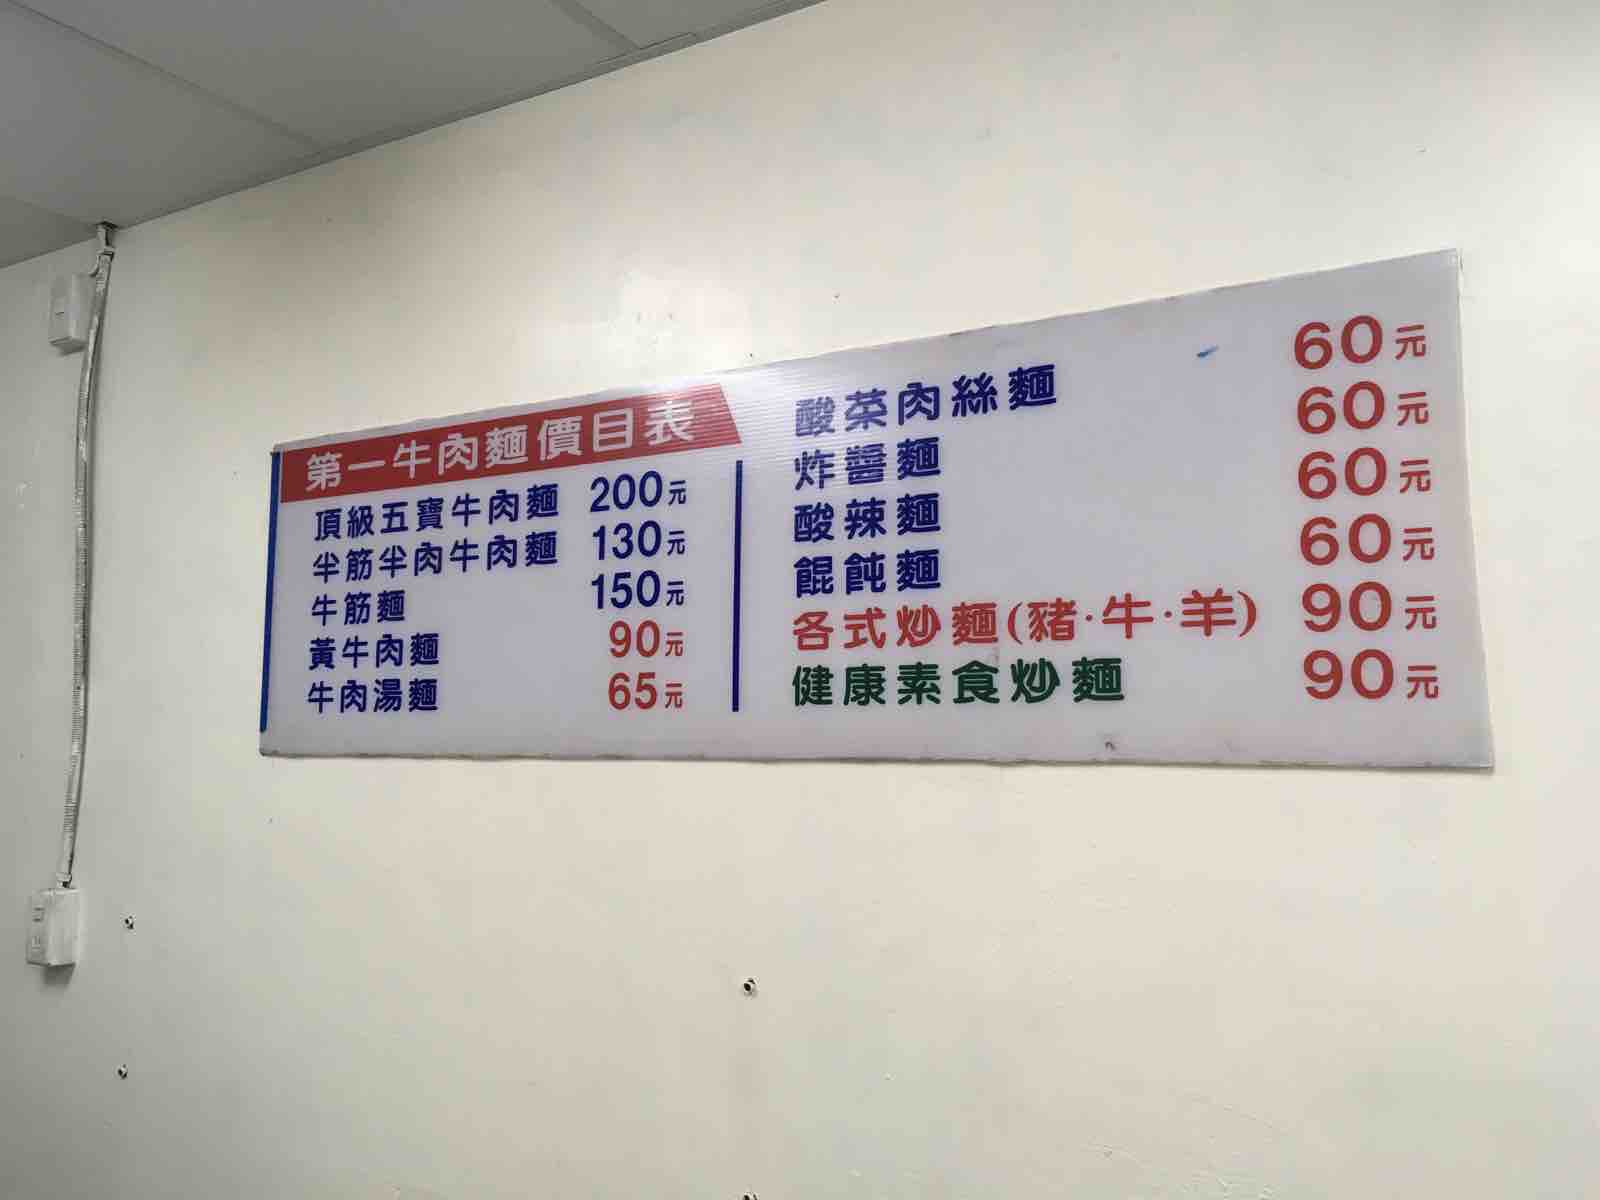 第一牛肉麵價目表
頂級五寶牛肉麵 200元
半筋半肉牛肉麵 130元
牛筋麵 150元
黃牛肉麵 90元
牛肉湯麵 65元
酸菜肉絲麵 60元
炸醬麵 60元
酸辣麵 60元
餛飩麵 60元
各式炒麵(豬·牛·羊) 90元
健康素食炒麵 90元